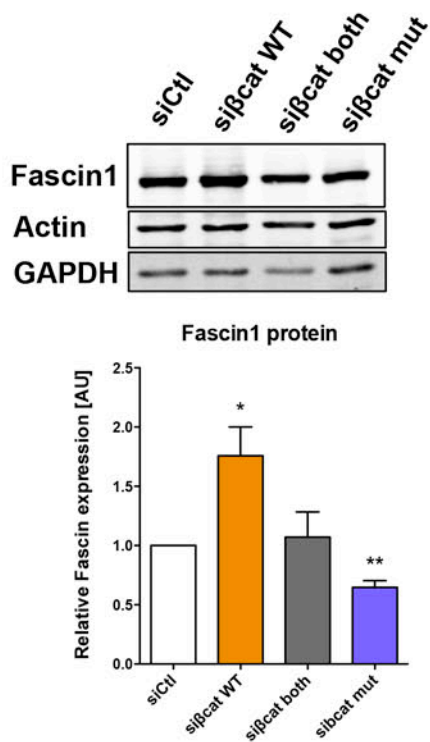 siCtl
siβcat WT
siβcat both
siβcat mut
Fascin1
Actin
GAPDH
Fascin1 protein
Relative Fascin expression [AU]
2.5
2.0
1.5
1.0
0.5
0.0
*
**
siCtl
siβcat WT
siβcat both
sibcat mut